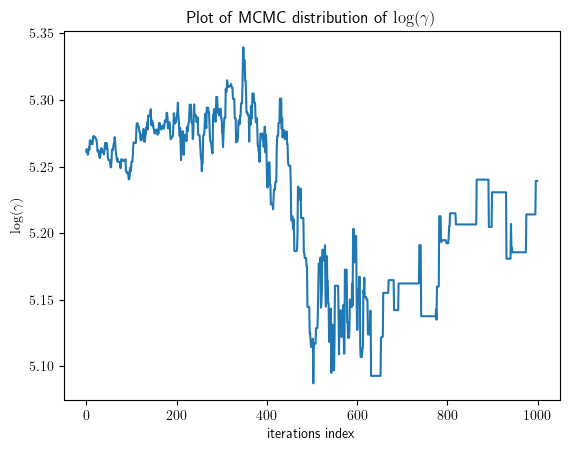 Plot of MCMC distribution of log(γ)
5.35
5.30
5.25
5.20
5.15
5.10
log(γ)
0 200 400 600 800 1000
iterations index